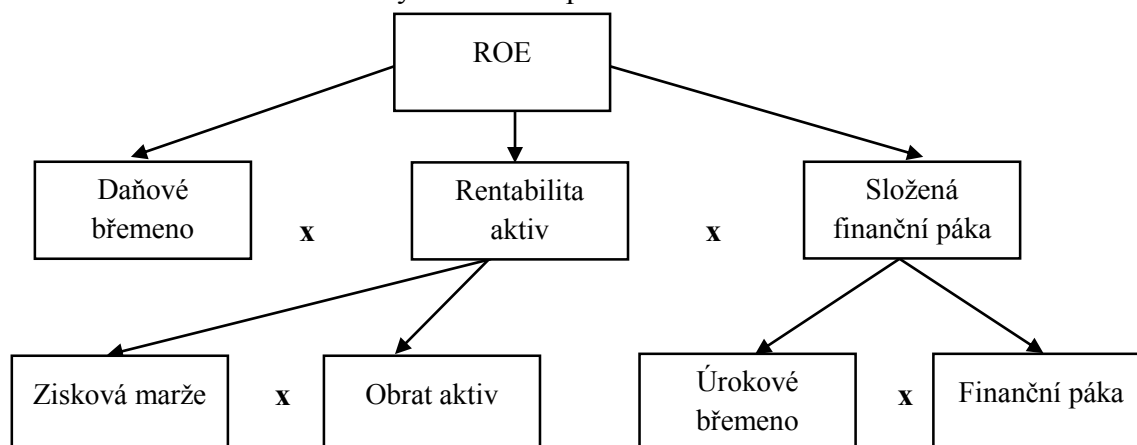 ROE
Daňové
břemeno
x
Rentabilita
aktiv
x
Složená
finanční páka
Zisková marže
x
Obrat aktiv
Úrokové
břemeno
x
Finanční páka